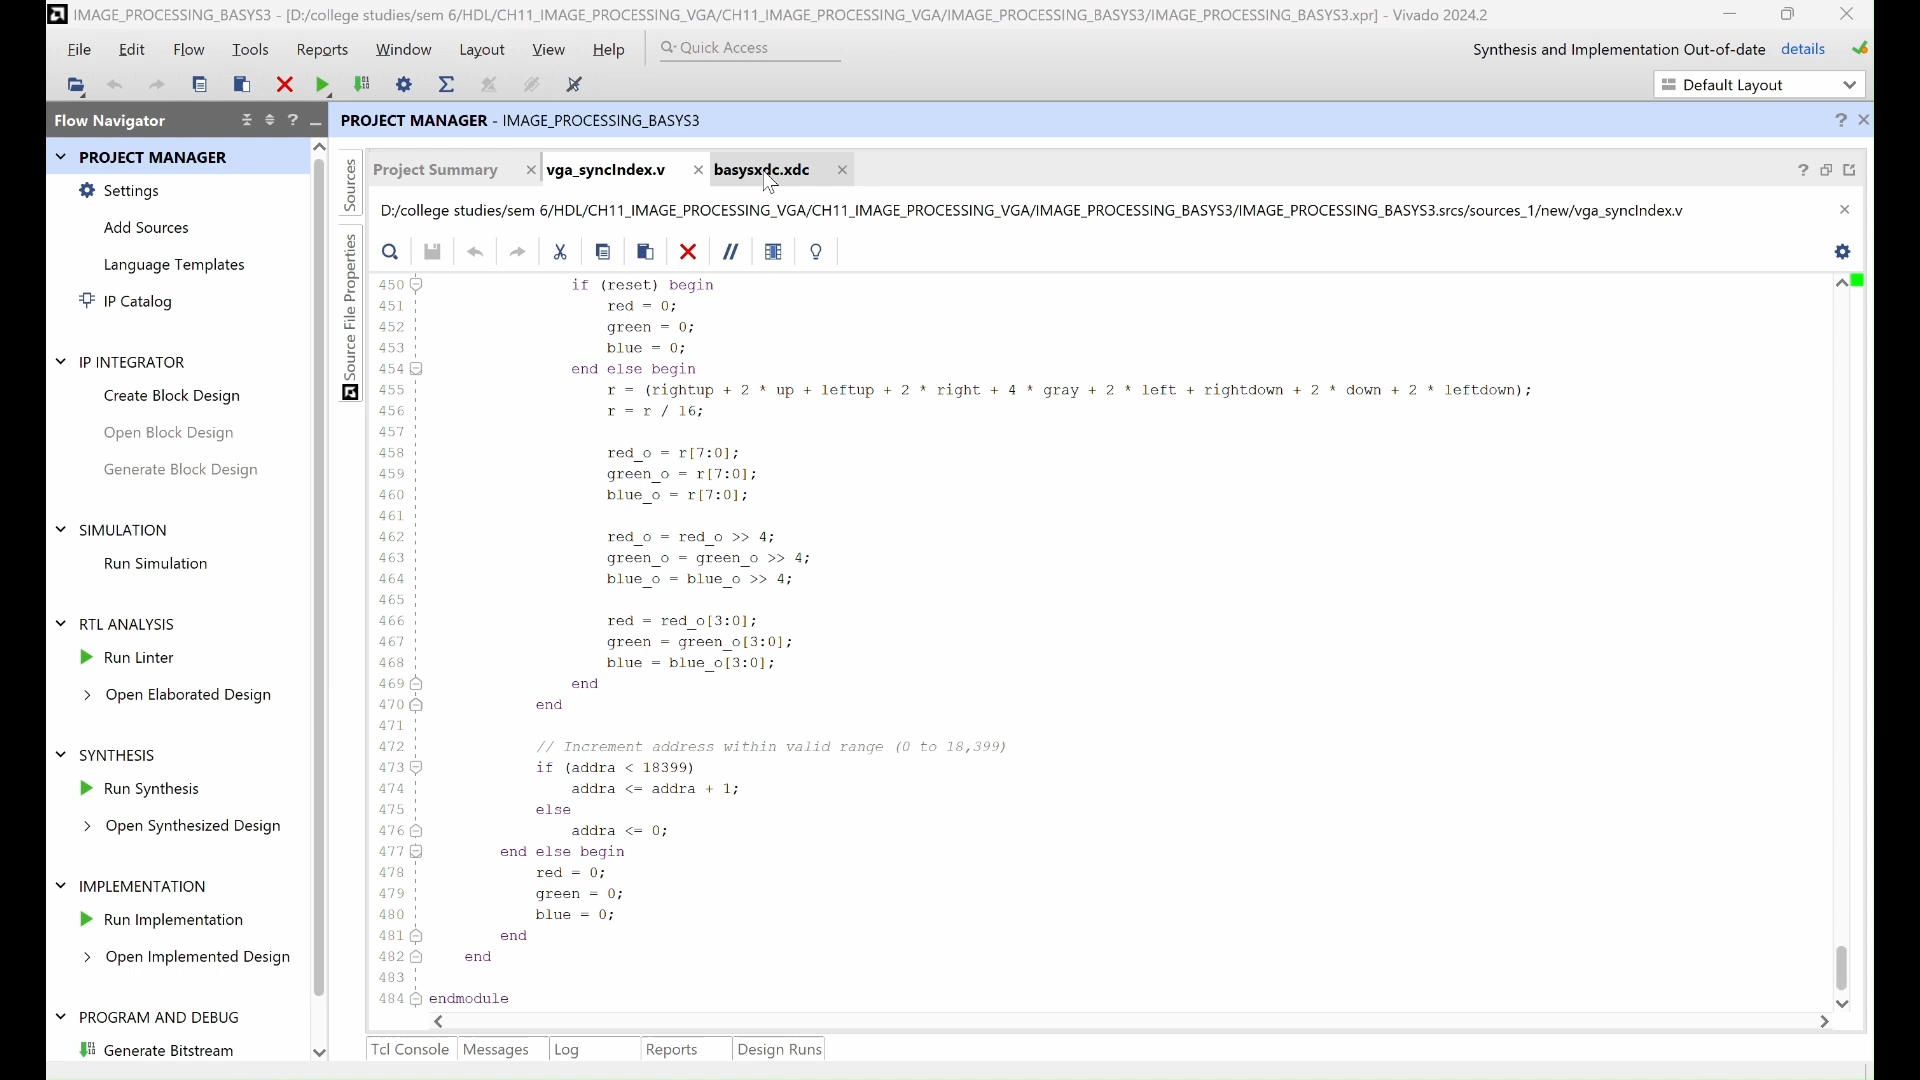 IMAGE_PROCESSING_BASYS3 - [D:/college studies/sem 6/HDL/CH11_IMAGE_PROCESSING_VGA/CH11_IMAGE_PROCESSING_VGA/IMAGE_PROCESSING_BASYS3/IMAGE_PROCESSING_BASYS3.xpr] - Vivado 2024.2
File Edit Flow Tools Reports Window Layout View Help Quick Access
Synthesis and Implementation Out-of-date details
Default Layout
Flow Navigator
PROJECT MANAGER - IMAGE_PROCESSING_BASYS3
PROJECT MANAGER
Settings
Add Sources
Language Templates
IP Catalog
IP INTEGRATOR
Create Block Design
Open Block Design
Generate Block Design
SIMULATION
Run Simulation
RTL ANALYSIS
Run Linter
Open Elaborated Design
SYNTHESIS
Run Synthesis
Open Synthesized Design
IMPLEMENTATION
Run Implementation
Open Implemented Design
PROGRAM AND DEBUG
Generate Bitstream
Sources
Source File Properties
Project Summary vga_syncIndex.v basysxdc.xdc
D:/college studies/sem 6/HDL/CH11_IMAGE_PROCESSING_VGA/CH11_IMAGE_PROCESSING_VGA/IMAGE_PROCESSING_BASYS3/IMAGE_PROCESSING_BASYS3.srcs/sources_1/new/vga_syncIndex.v
450 if (reset) begin
451 red = 0;
452 green = 0;
453 blue = 0;
454 end else begin
455 r = (rightup + 2 * up + leftup + 2 * right + 4 * gray + 2 * left + rightdown + 2 * down + 2 * leftdown);
456 r = r / 16;
457
458 red_o = r[7:0];
459 green_o = r[7:0];
460 blue_o = r[7:0];
461
462 red_o = red_o >> 4;
463 green_o = green_o >> 4;
464 blue_o = blue_o >> 4;
465
466 red = red_o[3:0];
467 green = green_o[3:0];
468 blue = blue_o[3:0];
469 end
470 end
471
472 // Increment address within valid range (0 to 18,399)
473 if (addra < 18399)
474 addra <= addra + 1;
475 else
476 addra <= 0;
477 end else begin
478 red = 0;
479 green = 0;
480 blue = 0;
481 end
482 end
483
484 endmodule
Tcl Console Messages Log Reports Design Runs